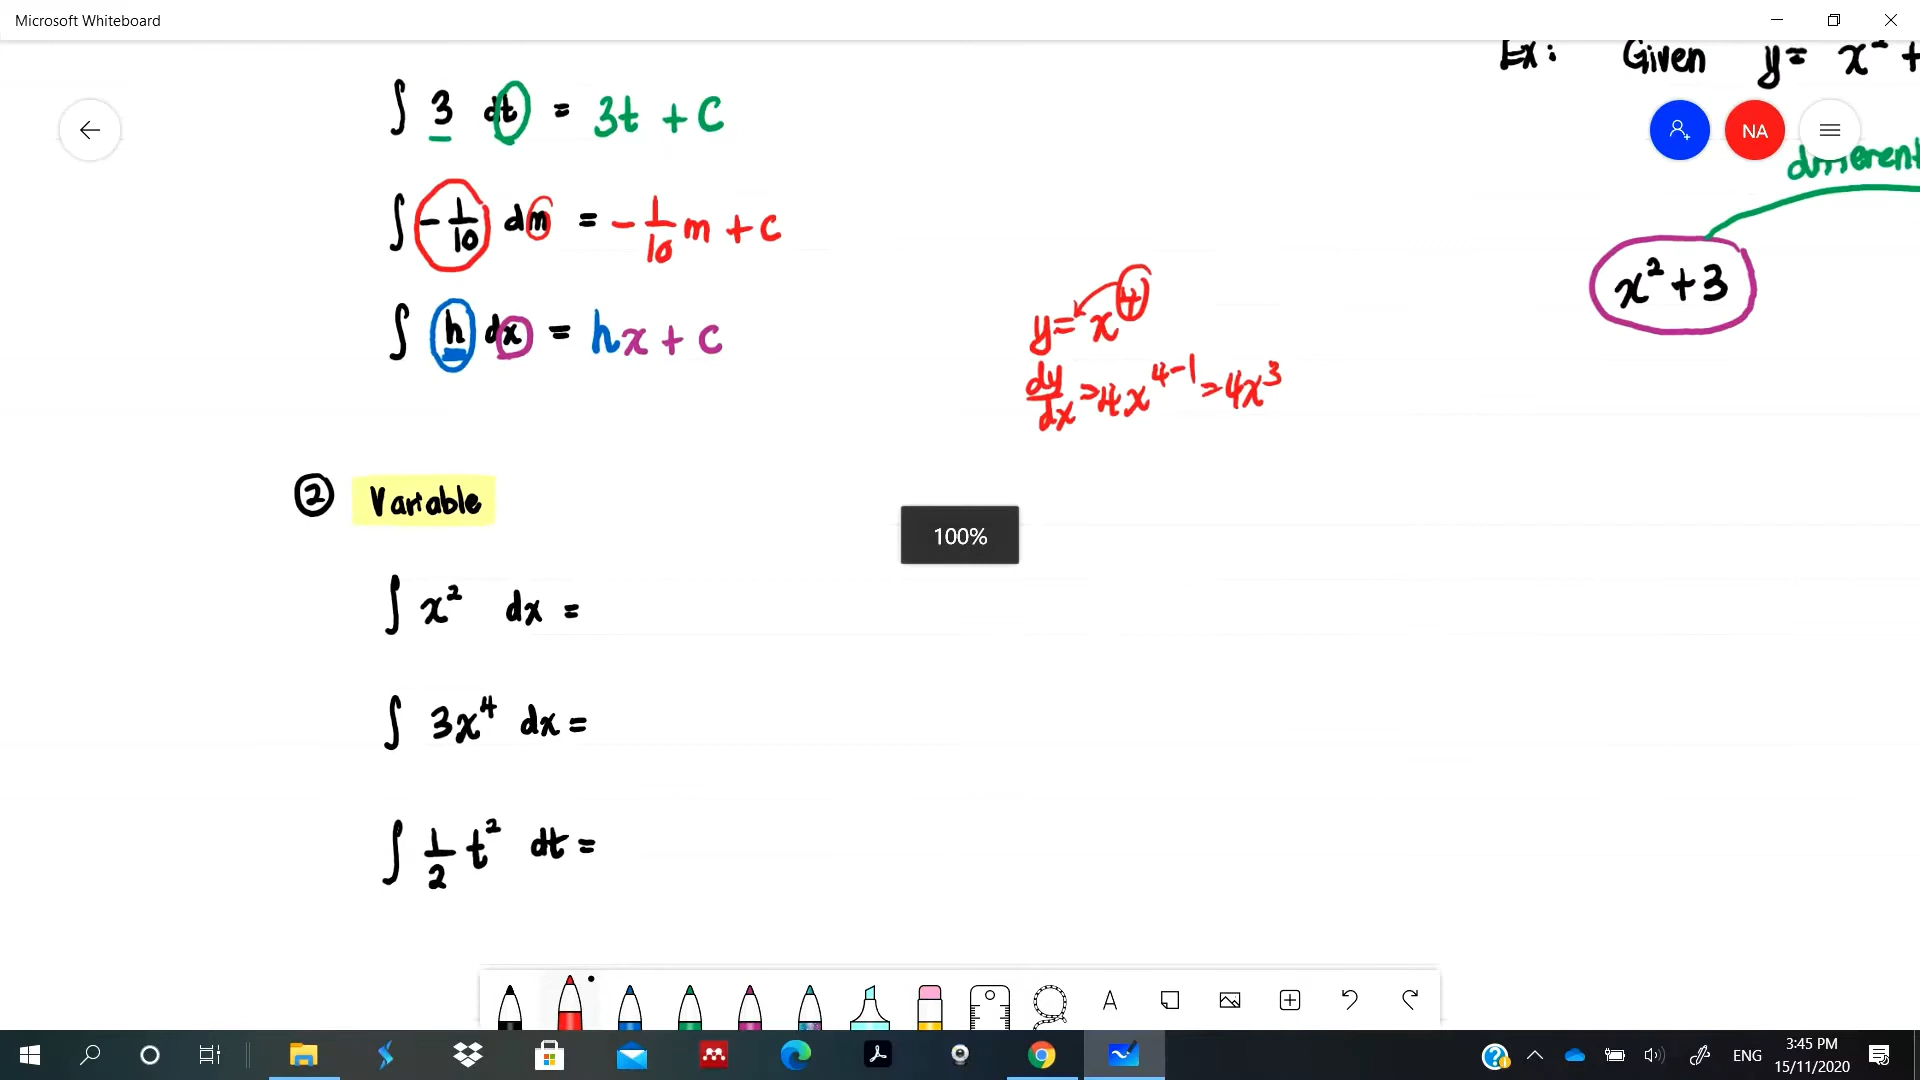 Microsoft Whiteboard
Ex: Given y = x² +
∫ 3 dt = 3t + C
NA
different
∫ -1/10 dm = -1/10 m + C
x² + 3
∫ h dx = hx + C
y = x⁴
dy/dx = 4x⁴⁻¹ = 4x³
② Variable
100%
∫ x² dx =
∫ 3x⁴ dx =
∫ 1/2 t² dt =
A
ENG
3:45 PM
15/11/2020